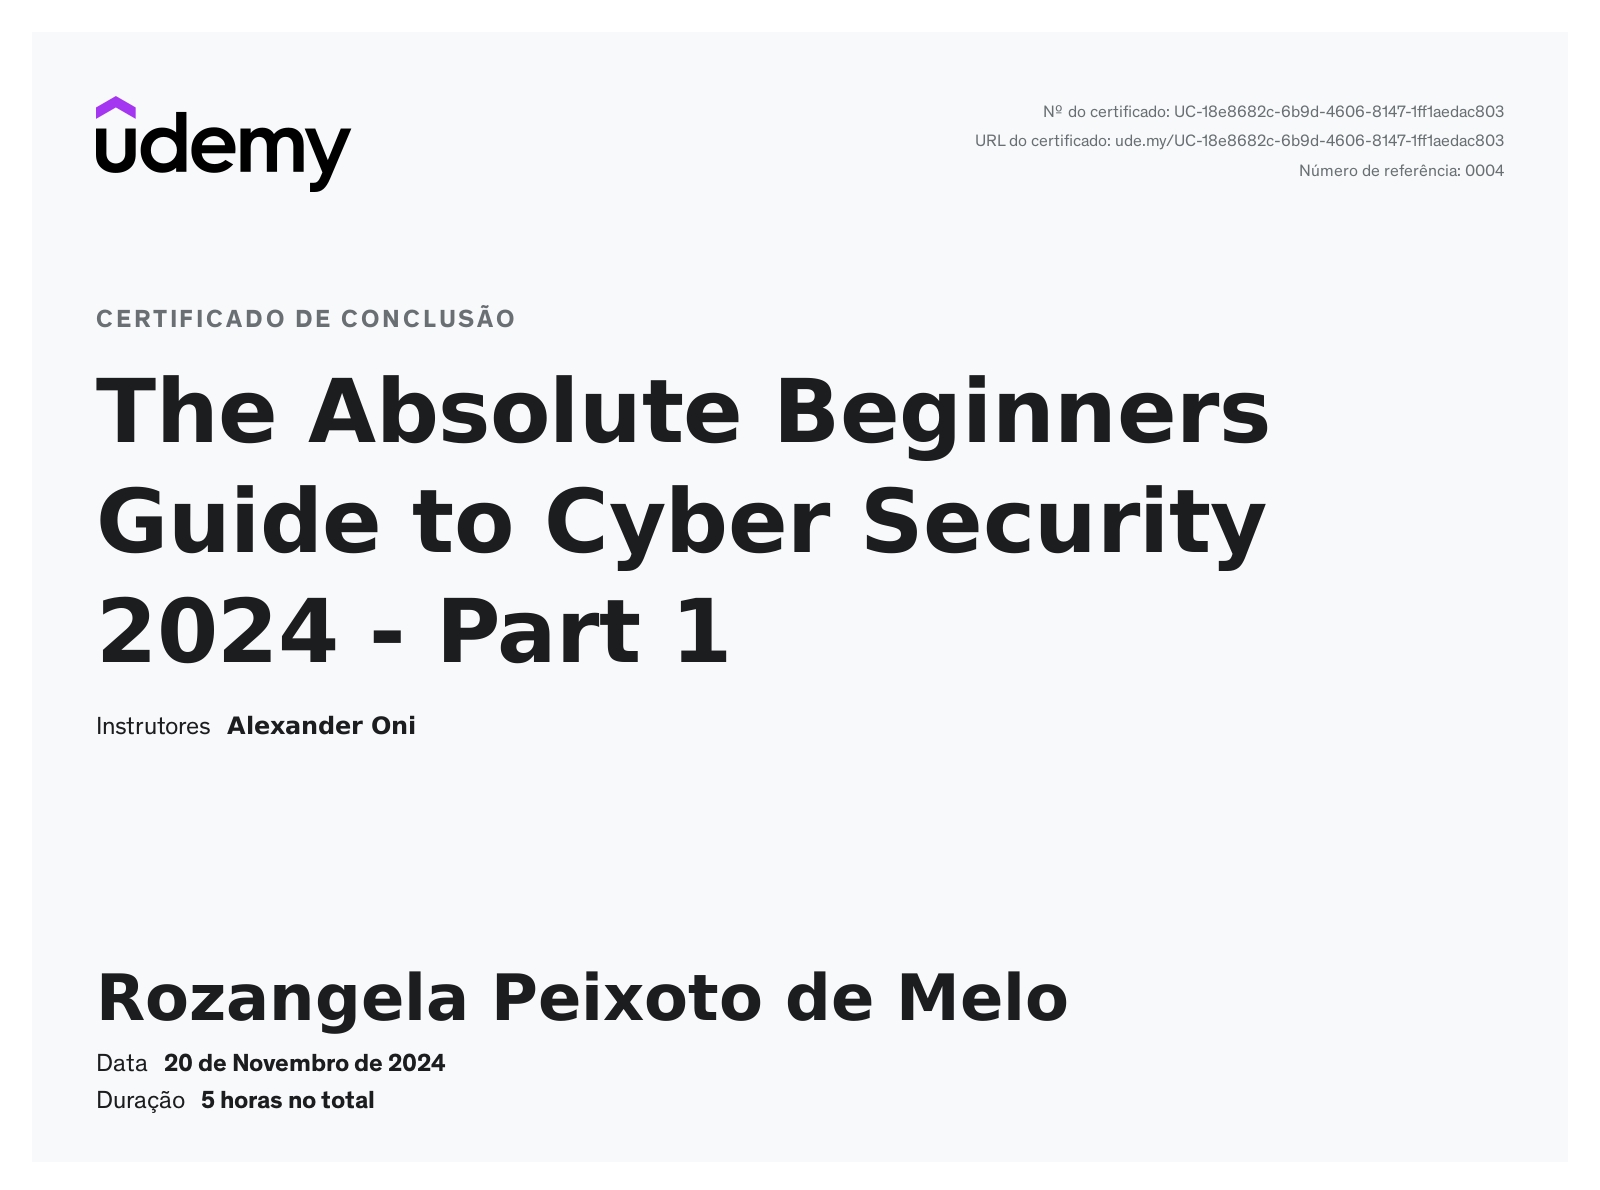 udemy
Nº do certificado: UC-18e8682c-6b9d-4606-8147-1ff1aedac803
URL do certificado: ude.my/UC-18e8682c-6b9d-4606-8147-1ff1aedac803
Número de referência: 0004
CERTIFICADO DE CONCLUSÃO
The Absolute Beginners
Guide to Cyber Security
2024 - Part 1
Instrutores Alexander Oni
Rozangela Peixoto de Melo
Data 20 de Novembro de 2024
Duração 5 horas no total